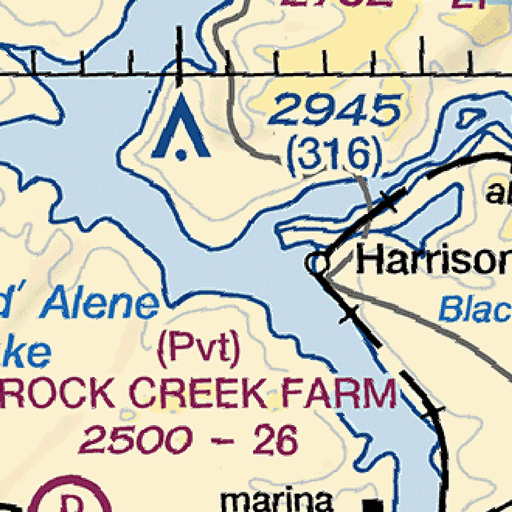 2945
(316)
Harrison
d' Alene
Blac
ke
(Pvt)
ROCK CREEK FARM
2500 - 26
marina